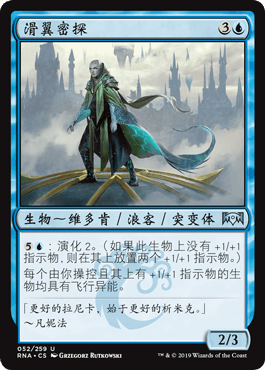 滑翼密探 3
生物～维多肯 / 浪客 / 突变体
5 ：演化 2。（如果此生物上没有 +1/+1
指示物，则在其上放置两个 +1/+1 指示物。）
每个由你操控且其上有 +1/+1 指示物的生
物均具有飞行异能。
「更好的拉尼卡，始于更好的析米克。」
～凡妮法
2/3
052/259 U
RNA • CS GRZEGORZ RUTKOWSKI
™ & © 2019 Wizards of the Coast